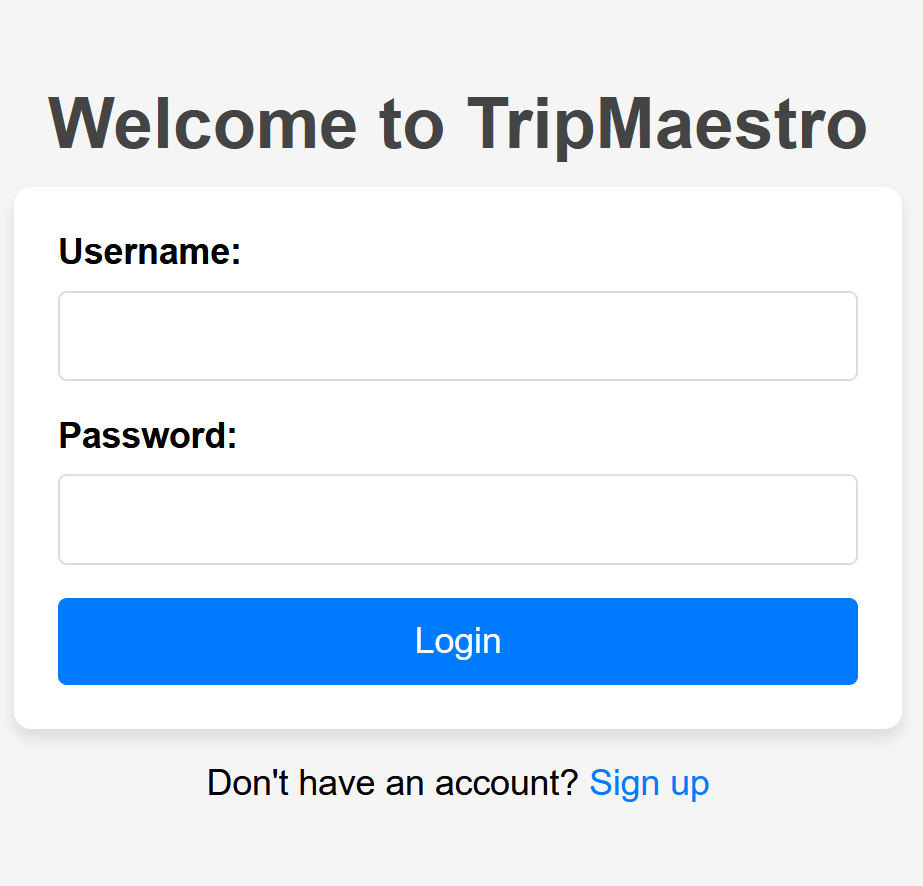 Welcome to TripMaestro
Username:
Password:
Login
Don't have an account? Sign up